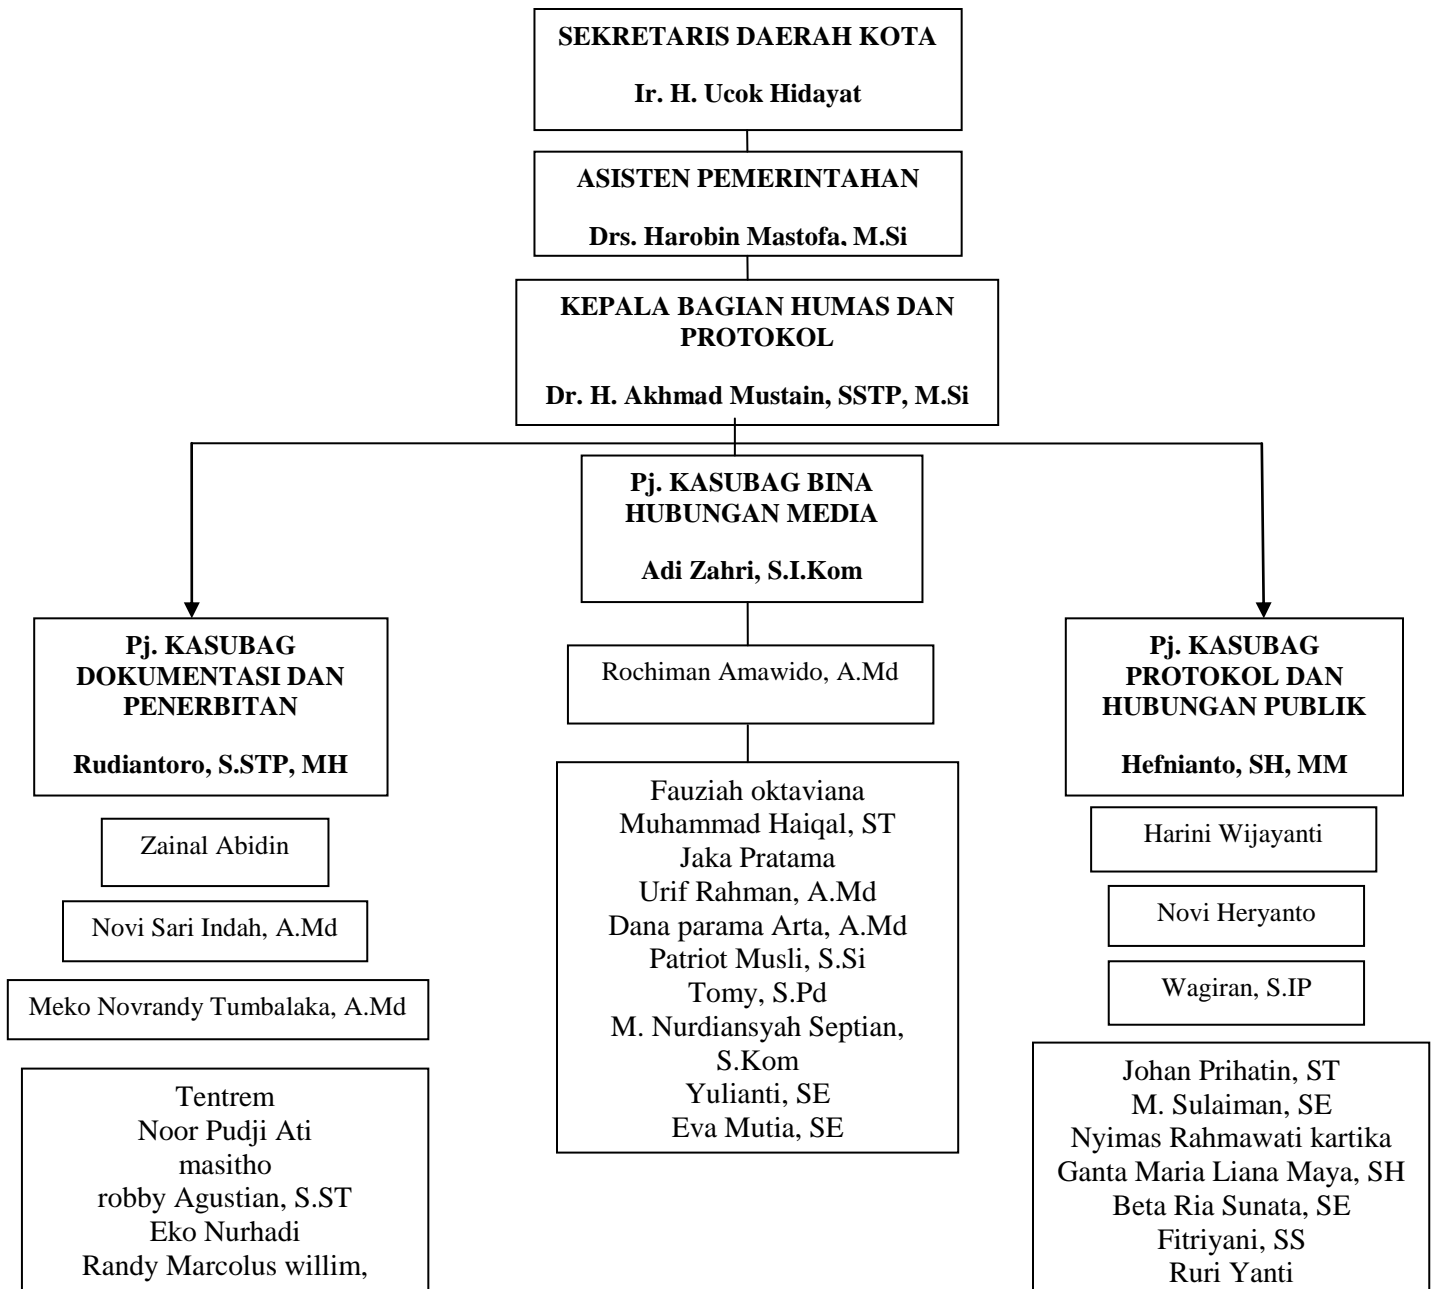 SEKRETARIS DAERAH KOTA
Ir. H. Ucok Hidayat
ASISTEN PEMERINTAHAN
Drs. Harobin Mastofa, M.Si
KEPALA BAGIAN HUMAS DAN
PROTOKOL
Dr. H. Akhmad Mustain, SSTP, M.Si
Pj. KASUBAG BINA
HUBUNGAN MEDIA
Adi Zahri, S.I.Kom
Rochiman Amawido, A.Md
Fauziah oktaviana
Muhammad Haiqal, ST
Jaka Pratama
Urif Rahman, A.Md
Dana parama Arta, A.Md
Patriot Musli, S.Si
Tomy, S.Pd
M. Nurdiansyah Septian,
S.Kom
Yulianti, SE
Eva Mutia, SE
Pj. KASUBAG
DOKUMENTASI DAN
PENERBITAN
Rudiantoro, S.STP, MH
Zainal Abidin
Novi Sari Indah, A.Md
Meko Novrandy Tumbalaka, A.Md
Tentrem
Noor Pudji Ati
masitho
robby Agustian, S.ST
Eko Nurhadi
Randy Marcolus willim,
Pj. KASUBAG
PROTOKOL DAN
HUBUNGAN PUBLIK
Hefnianto, SH, MM
Harini Wijayanti
Novi Heryanto
Wagiran, S.IP
Johan Prihatin, ST
M. Sulaiman, SE
Nyimas Rahmawati kartika
Ganta Maria Liana Maya, SH
Beta Ria Sunata, SE
Fitriyani, SS
Ruri Yanti